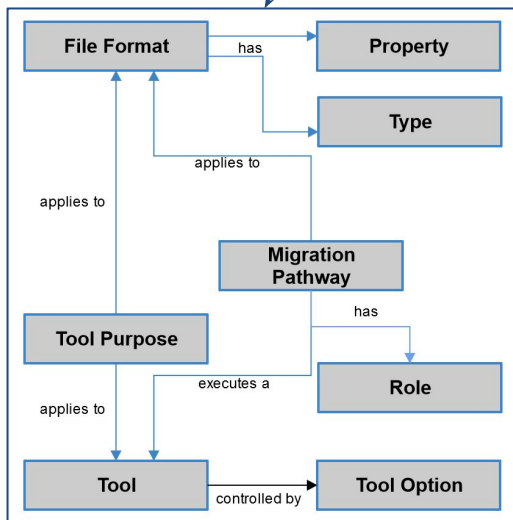 File Format
has
Property
Type
applies to
applies to
Migration
Pathway
has
Tool Purpose
Role
executes a
applies to
Tool
controlled by
Tool Option